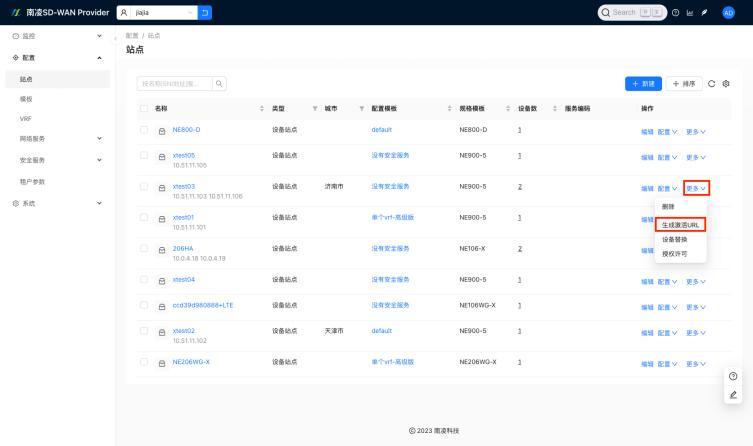 南凌SD-WAN Provider
jiajia
Search
AD
监控
配置
站点
模板
VRF
网络服务
安全服务
租户参数
系统
配置 / 站点
站点
新建
排序
名称 类型 城市 配置模板 规格模板 设备数 服务编码 操作
NE800-D 设备站点 default NE800-D 1 编辑 配置 更多
xtest05 设备站点 没有安全服务 NE900-5 1 编辑 配置 更多
10.51.11.105
xtest03 设备站点 济南市 没有安全服务 NE900-5 2 编辑 配置 更多
10.51.11.103 10.51.11.106
删除
生成激活URL
设备替换
授权许可
xtest01 设备站点 单个vrf-高级版 NE900-5 1 编辑
10.51.11.101
206HA 设备站点 没有安全服务 NE106-X 2 编辑
10.0.4.18 10.0.4.19
xtest04 设备站点 没有安全服务 NE900-5 1 编辑 配置 更多
ccd39d980888+LTE 设备站点 没有安全服务 NE106WG-X 1 编辑 配置 更多
xtest02 设备站点 天津市 default NE900-5 1 编辑 配置 更多
10.51.11.102
NE206WG-X 设备站点 单个vrf-高级版 NE206WG-X 1 编辑 配置 更多
© 2023 南凌科技